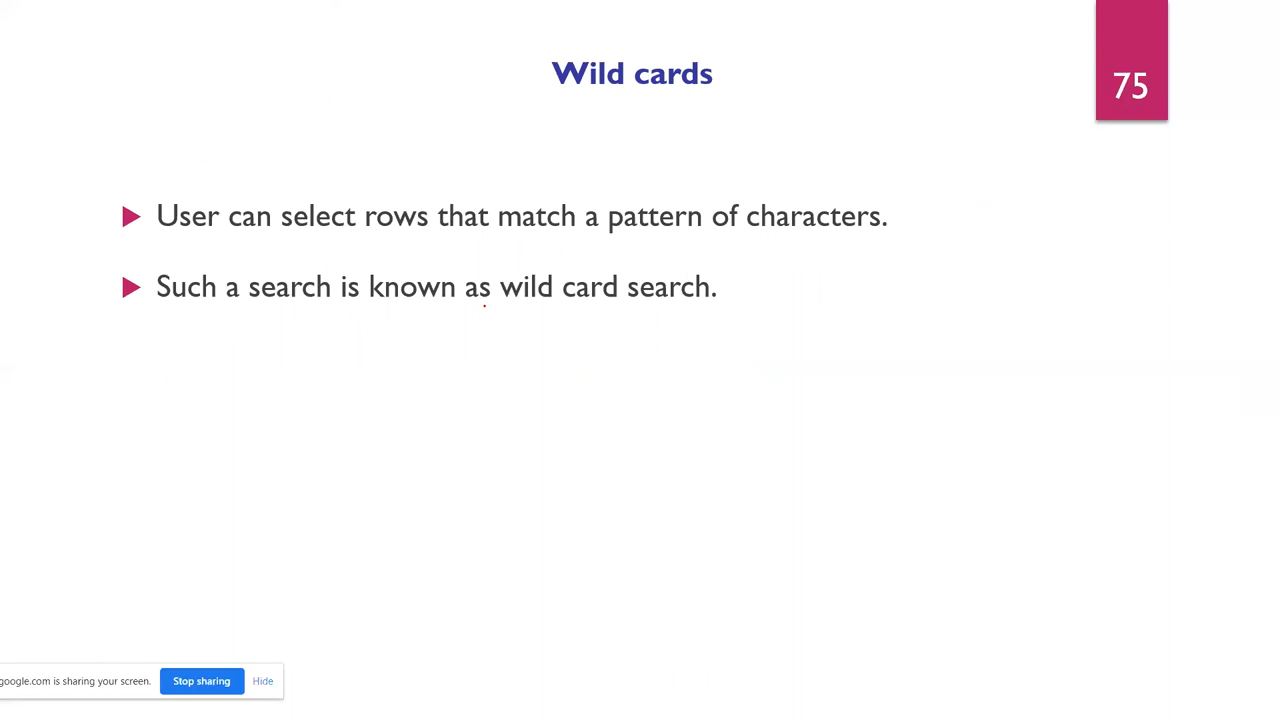 Wild cards
75
User can select rows that match a pattern of characters.
Such a search is known as wild card search.
google.com is sharing your screen. Stop sharing Hide